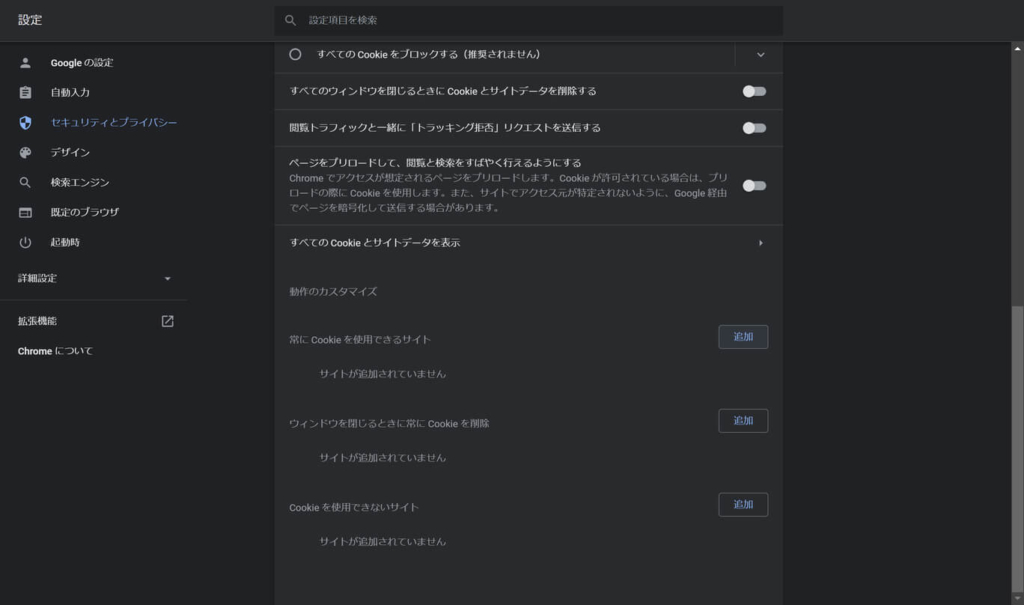 設定
設定項目を検索
Google の設定
自動入力
セキュリティとプライバシー
デザイン
検索エンジン
既定のブラウザ
起動時
詳細設定
拡張機能
Chrome について
すべての Cookie をブロックする（推奨されません）
すべてのウィンドウを閉じるときに Cookie とサイトデータを削除する
閲覧トラフィックと一緒に「トラッキング拒否」リクエストを送信する
ページをプリロードして、閲覧と検索をすばやく行えるようにする
Chrome でアクセスが想定されるページをプリロードします。Cookie が許可されている場合は、プリ
ロードの際に Cookie を使用します。また、サイトでアクセス元が特定されないように、Google 経由
でページを暗号化して送信する場合があります。
すべての Cookie とサイトデータを表示
動作のカスタマイズ
常に Cookie を使用できるサイト
追加
サイトが追加されていません
ウィンドウを閉じるときに常に Cookie を削除
追加
サイトが追加されていません
Cookie を使用できないサイト
追加
サイトが追加されていません